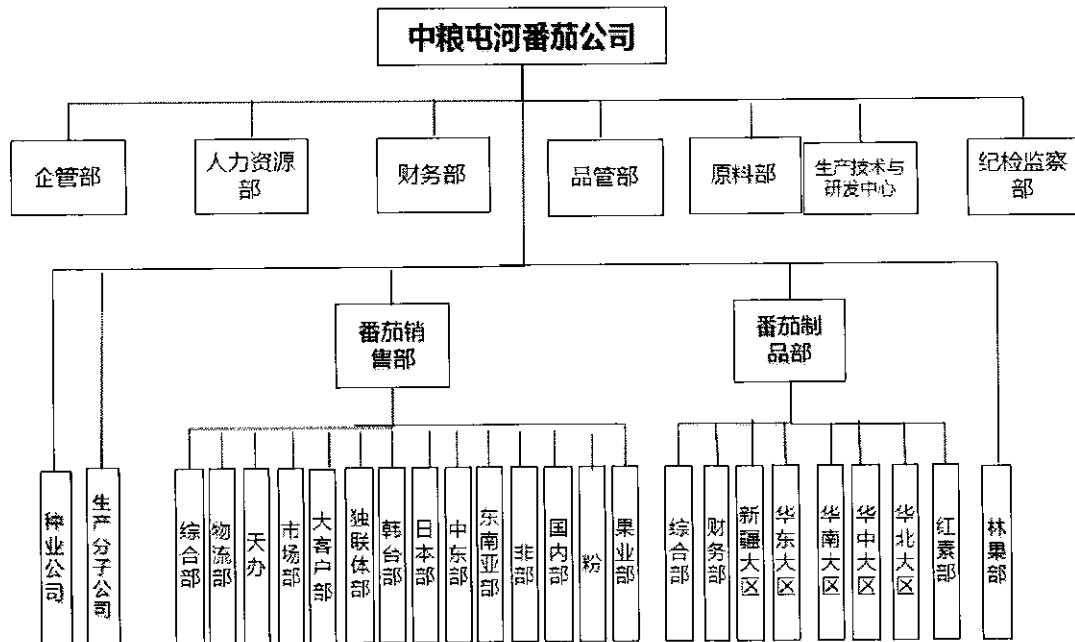 中粮屯河番茄公司
企管部
人力资源
部
财务部
品管部
原料部
生产技术与
研发中心
纪检监察
部
番茄销
售部
番茄制
品部
种业公司
生产分子公司
综合部
物流部
天办
市场部
大客户部
独联体部
韩台部
日本部
中东部
东南亚部
非部
国内部
粉
果业部
综合部
财务部
新疆大区
华东大区
华南大区
华中大区
华北大区
红素部
林果部